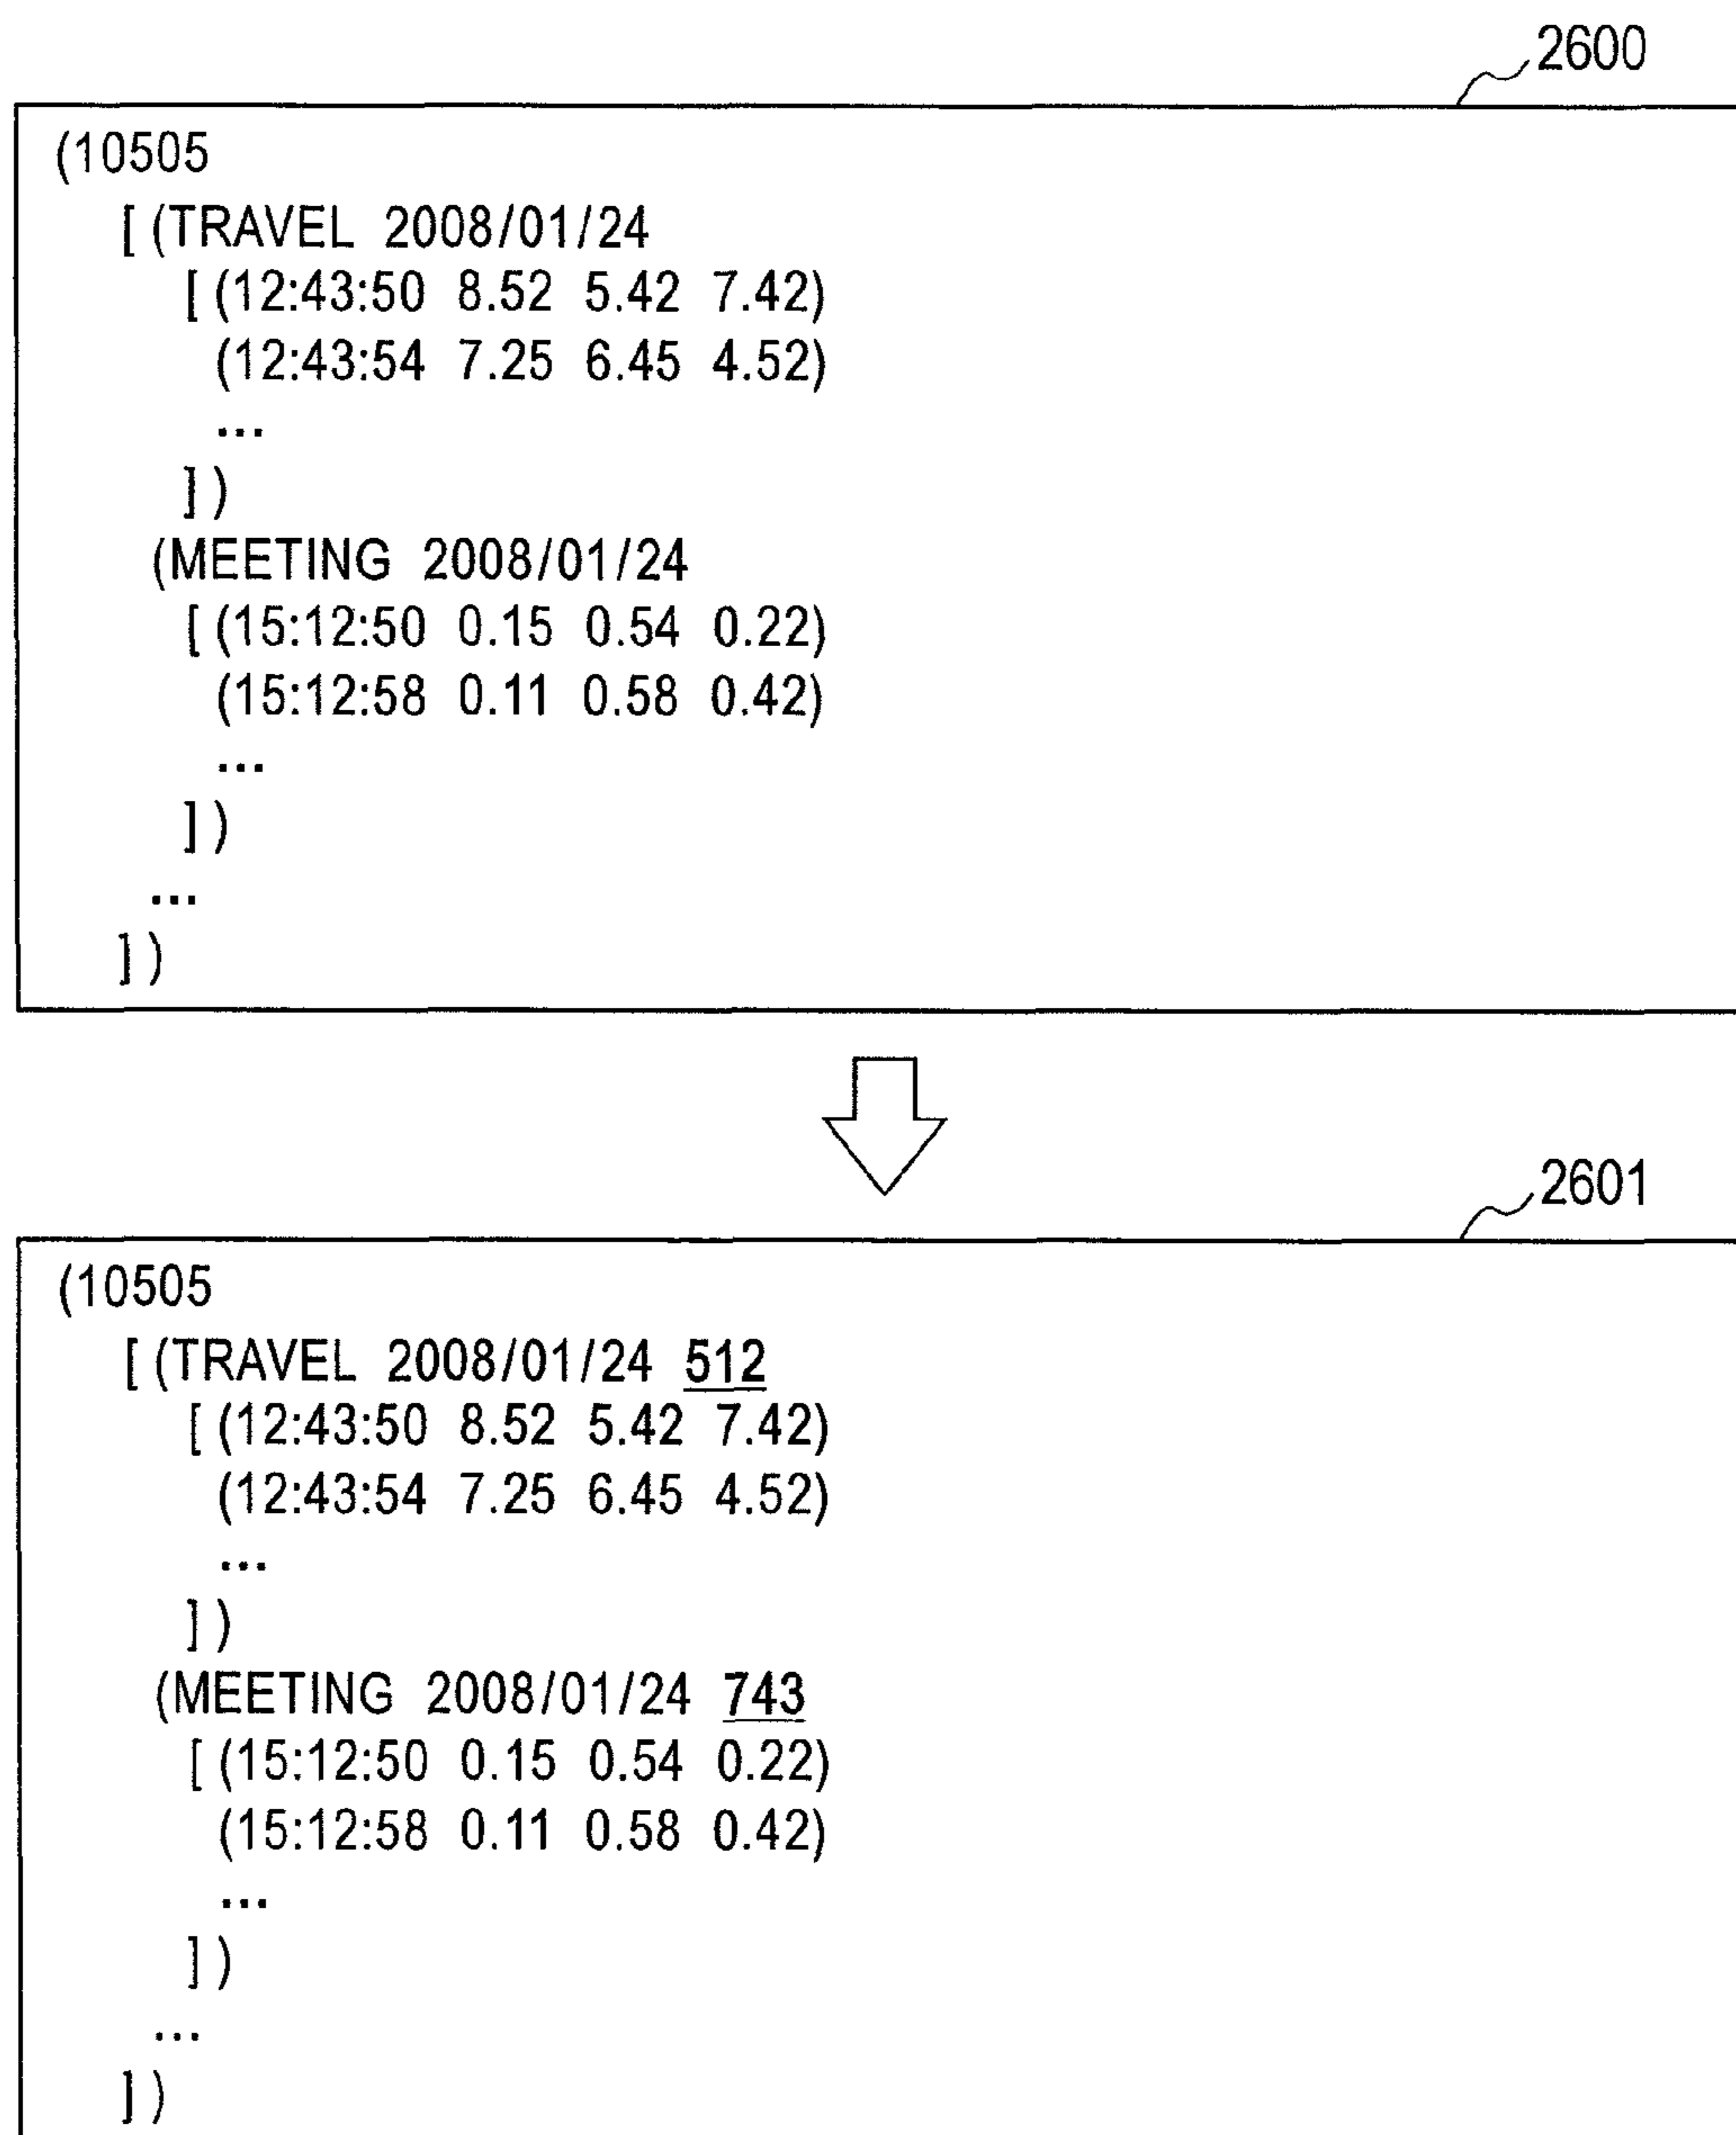 2600
(10505
[ (TRAVEL 2008/01/24
[ (12:43:50 8.52 5.42 7.42)
(12:43:54 7.25 6.45 4.52)
...
] )
(MEETING 2008/01/24
[ (15:12:50 0.15 0.54 0.22)
(15:12:58 0.11 0.58 0.42)
...
] )
...
] )
2601
(10505
[ (TRAVEL 2008/01/24 512
[ (12:43:50 8.52 5.42 7.42)
(12:43:54 7.25 6.45 4.52)
...
] )
(MEETING 2008/01/24 743
[ (15:12:50 0.15 0.54 0.22)
(15:12:58 0.11 0.58 0.42)
...
] )
...
] )